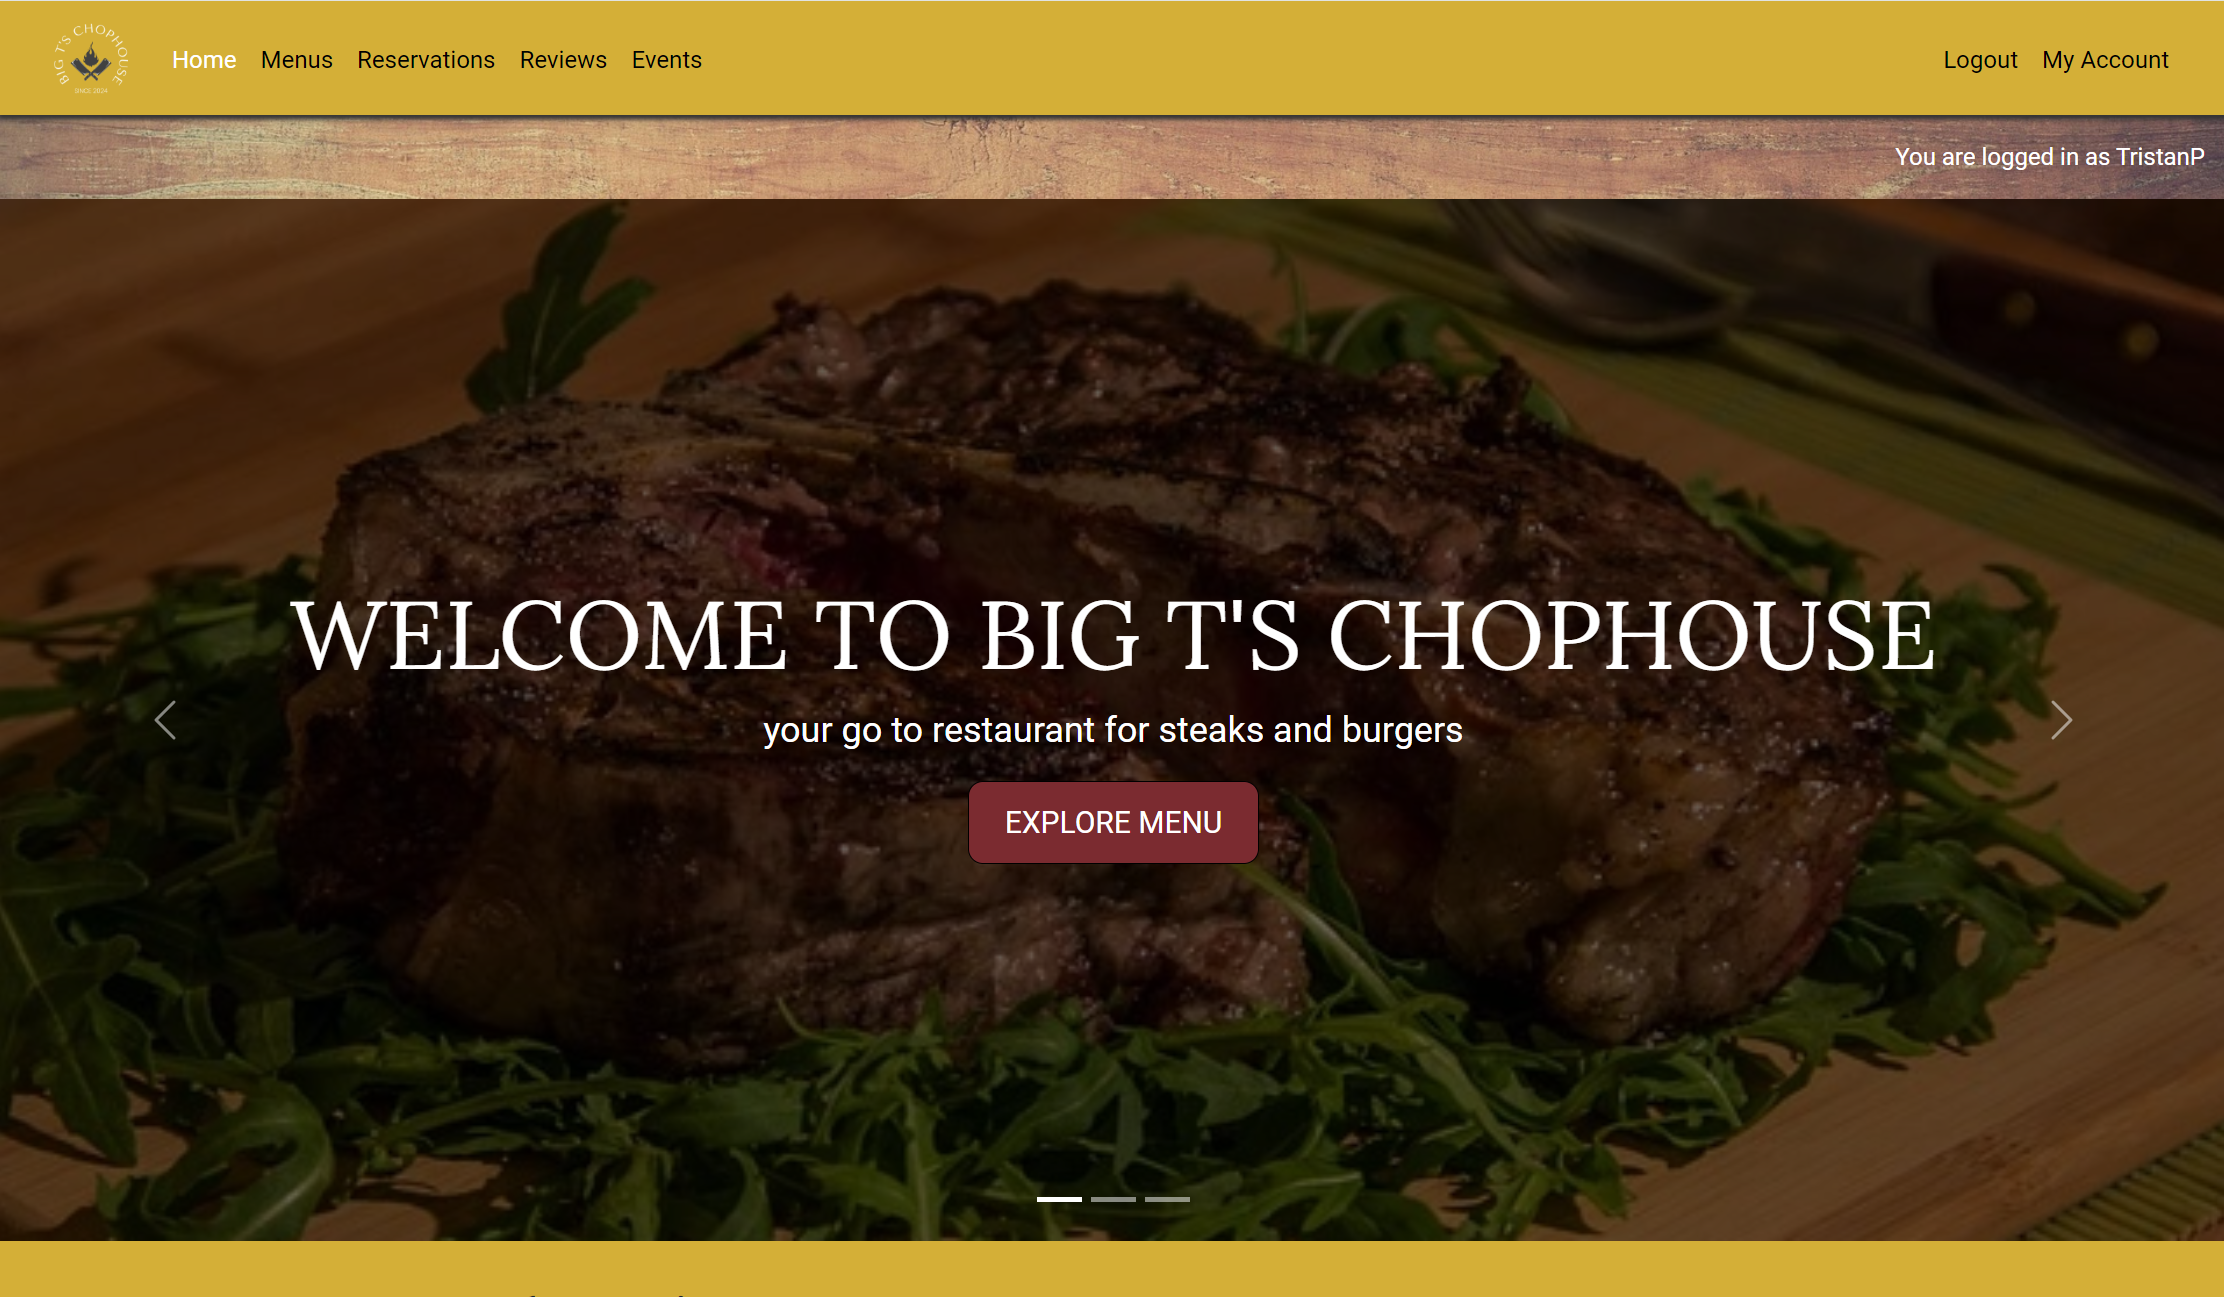 BIG T'S CHOPHOUSE
SINCE 2024
Home Menus Reservations Reviews Events Logout My Account
You are logged in as TristanP
WELCOME TO BIG T'S CHOPHOUSE
your go to restaurant for steaks and burgers
EXPLORE MENU